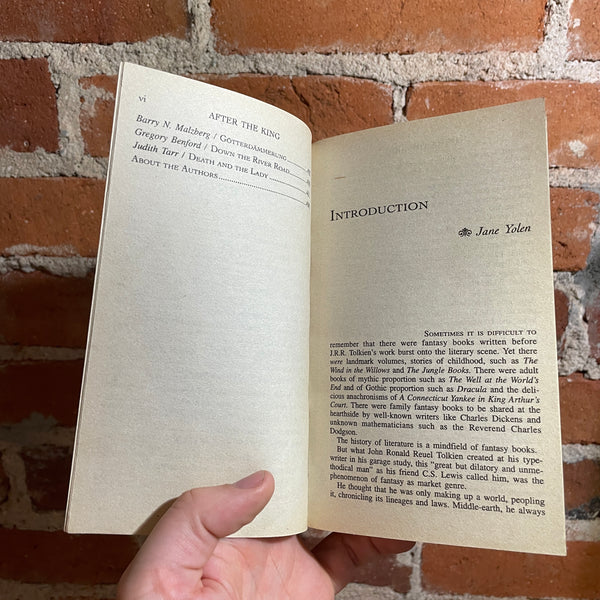 vi
AFTER THE KING
Barry N. Malzberg / GÖTTERDÄMMERUNG
Gregory Benford / DOWN THE RIVER ROAD
Judith Tarr / DEATH AND THE LADY
ABOUT THE AUTHORS
INTRODUCTION
Jane Yolen
SOMETIMES IT IS DIFFICULT TO
remember that there were fantasy books written before
J.R.R. Tolkien's work burst onto the literary scene. Yet there
were landmark volumes, stories of childhood, such as The
Wind in the Willows and The Jungle Books. There were adult
books of mythic proportion such as The Well at the World's
End and of Gothic proportion such as Dracula and the deli-
cious anachronisms of A Connecticut Yankee in King Arthur's
Court. There were family fantasy books to be shared at the
hearthside by well-known writers like Charles Dickens and
unknown mathematicians such as the Reverend Charles
Dodgson.
The history of literature is a mindfield of fantasy books.
But what John Ronald Reuel Tolkien created at his type-
writer in his garage study, this "great but dilatory and unme-
thodical man" as his friend C.S. Lewis called him, was the
phenomenon of fantasy as market genre.
He thought that he was only making up a world, peopling
it, chronicling its lineages and laws. Middle-earth, he always